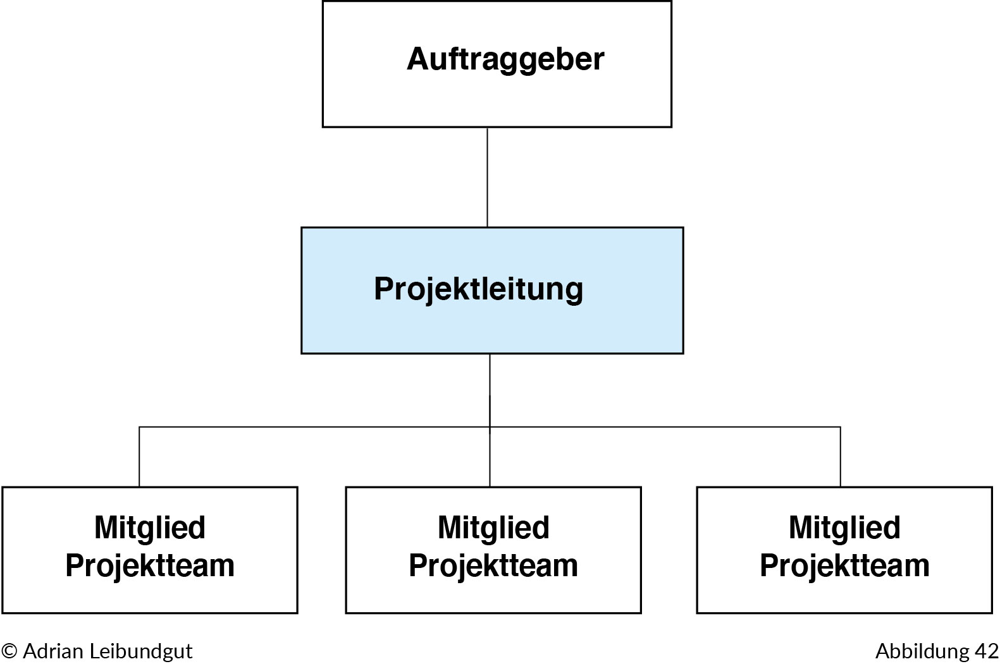 Auftraggeber
Projektleitung
Mitglied
Projektteam
Mitglied
Projektteam
Mitglied
Projektteam
© Adrian Leibundgut
Abbildung 42